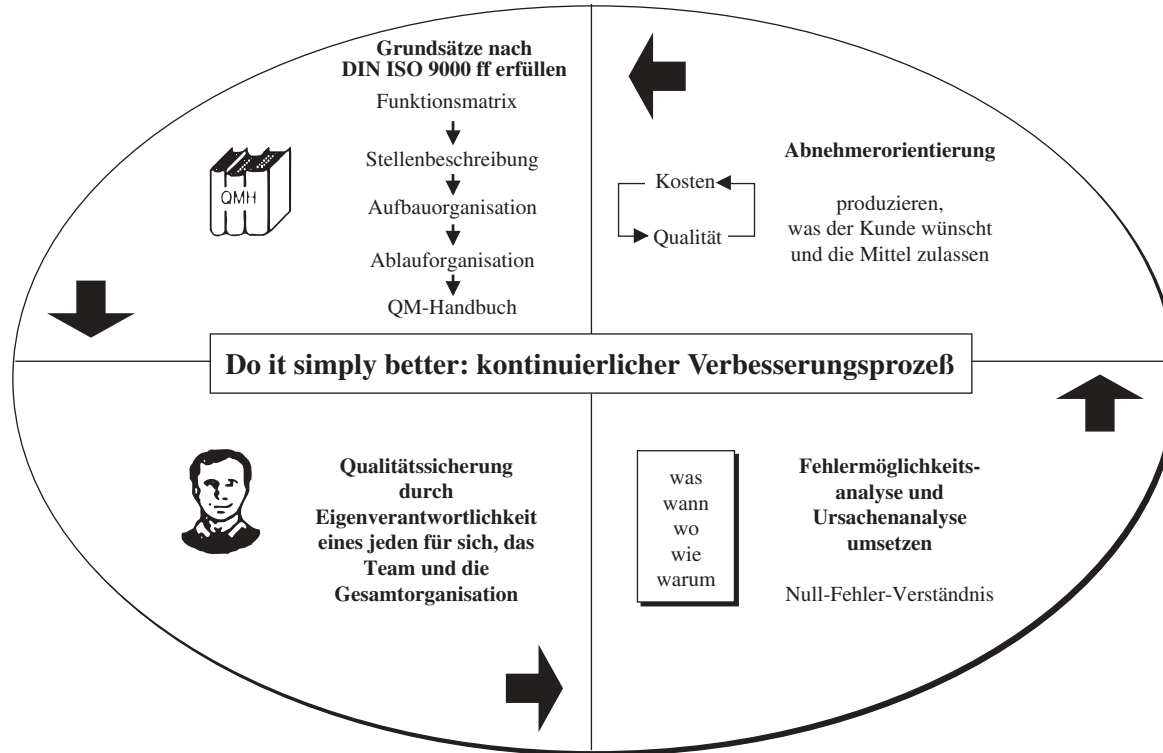 Grundsätze nach
DIN ISO 9000 ff erfüllen
Funktionsmatrix
Stellenbeschreibung
Aufbauorganisation
Ablauforganisation
QM-Handbuch
QMH
Abnehmerorientierung
Kosten
Qualität
produzieren,
was der Kunde wünscht
und die Mittel zulassen
Do it simply better: kontinuierlicher Verbesserungsprozeß
Qualitätssicherung
durch
Eigenverantwortlichkeit
eines jeden für sich, das
Team und die
Gesamtorganisation
was
wann
wo
wie
warum
Fehlermöglichkeits-
analyse und
Ursachenanalyse
umsetzen
Null-Fehler-Verständnis